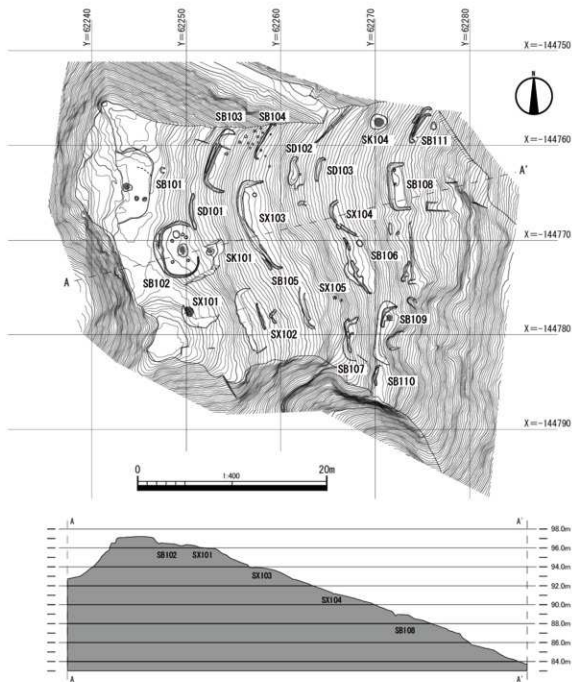 Y=62240
Y=62250
Y=62260
Y=62270
Y=62280
X=-144750
N
SB103
SB104
SD102
SK104
SB111
X=-144760
A'
SB101
SD103
SB108
SD101
SX103
SX104
X=-144770
SK101
SB106
A
SB102
SB105
SX101
SX105
SB109
SX102
X=-144780
SB107
SB110
X=-144790
0
1:400
20m
A
A'
98.0m
SB102
SX101
96.0m
SX103
94.0m
92.0m
SX104
90.0m
SB108
88.0m
86.0m
84.0m
A
A'